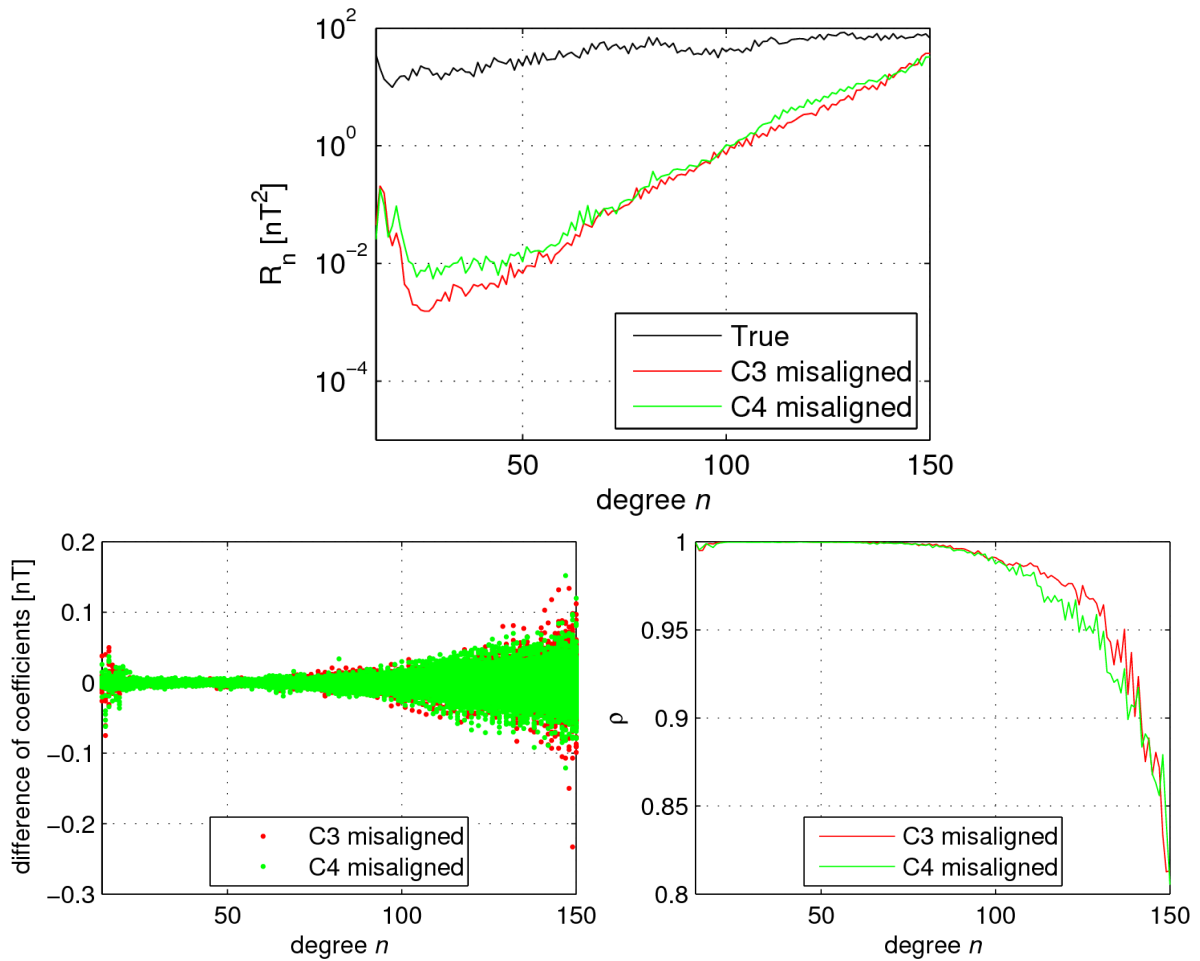 10^2
10^0
10^-2
10^-4
R_n [nT^2]
True
C3 misaligned
C4 misaligned
50
100
150
degree n
0.2
0.1
0
−0.1
−0.2
−0.3
difference of coefficients [nT]
C3 misaligned
C4 misaligned
50
100
150
degree n
1
0.95
0.9
0.85
0.8
ρ
C3 misaligned
C4 misaligned
50
100
150
degree n